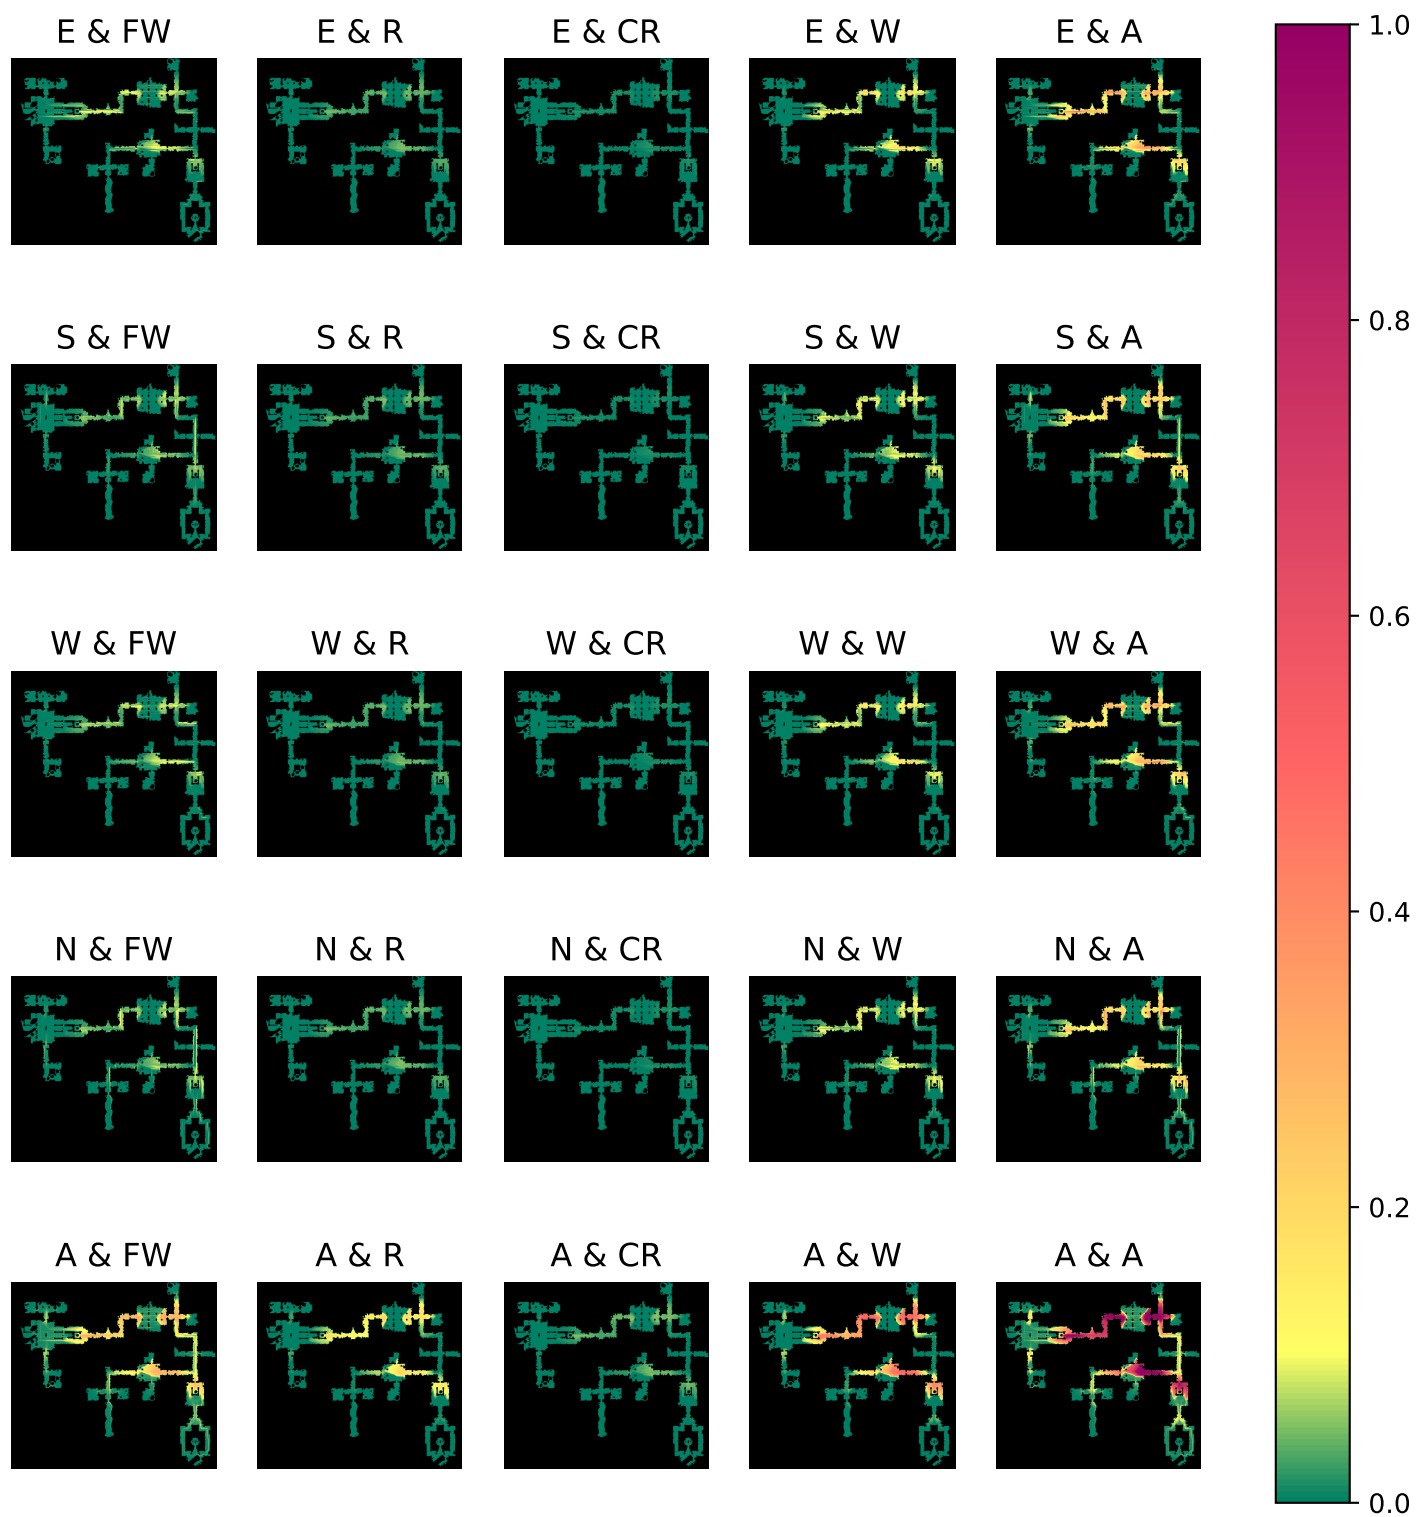 E & FW
E & R
E & CR
E & W
E & A
S & FW
S & R
S & CR
S & W
S & A
W & FW
W & R
W & CR
W & W
W & A
N & FW
N & R
N & CR
N & W
N & A
A & FW
A & R
A & CR
A & W
A & A
1.0
0.8
0.6
0.4
0.2
0.0